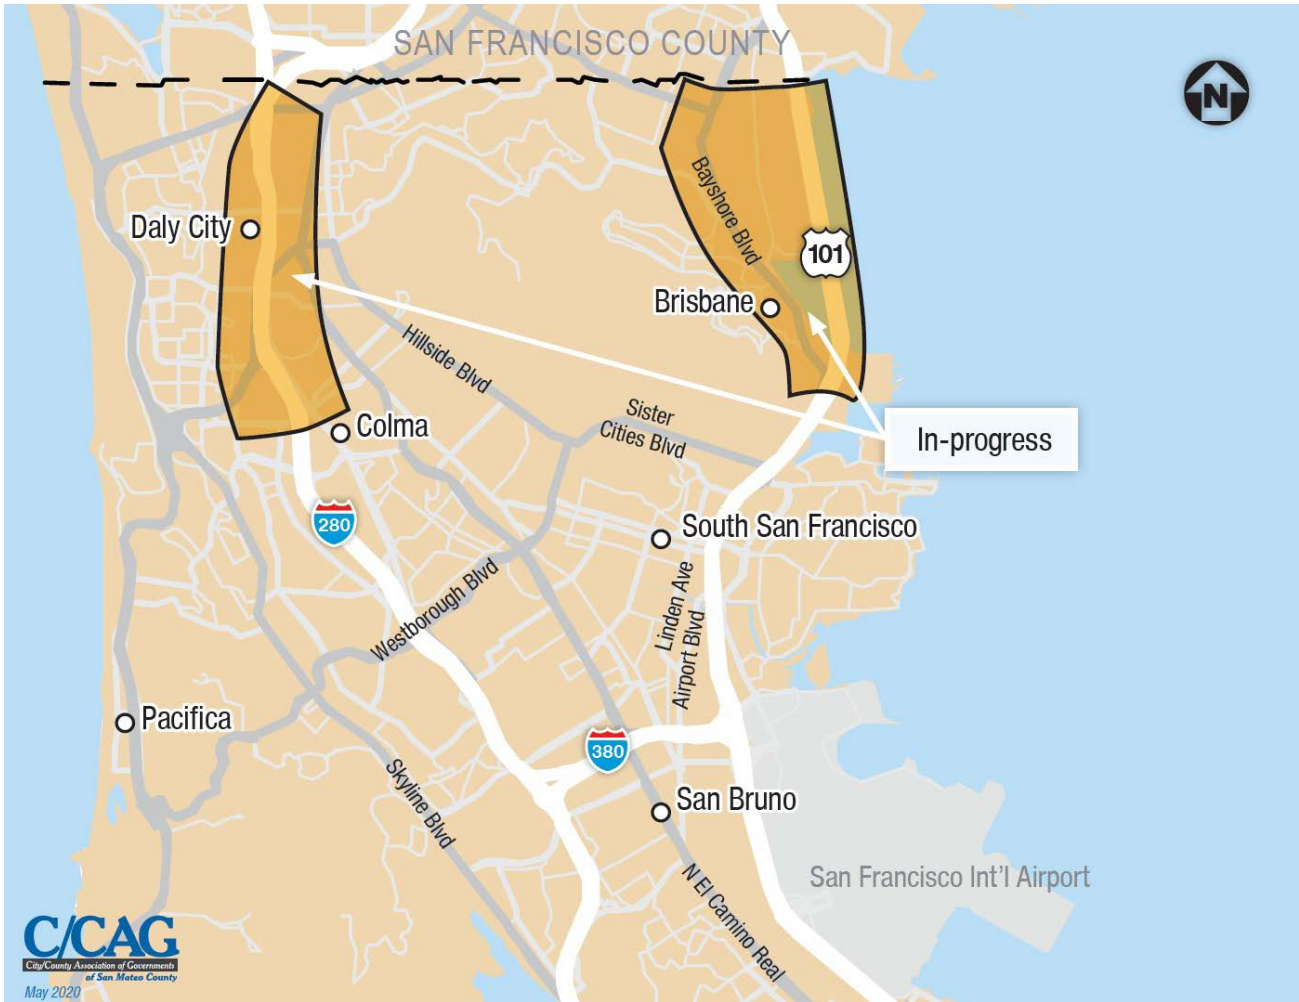 SAN FRANCISCO COUNTY
N
Bayshore Blvd
Daly City
101
Brisbane
Hillside Blvd
Sister
Cities Blvd
Colma
In-progress
280
South San Francisco
Westborough Blvd
Linden Ave
Airport Blvd
Pacifica
380
Skyline Blvd
San Bruno
San Francisco Int'l Airport
N El Camino Real
C/CAG
City/County Association of Governments
of San Mateo County
May 2020